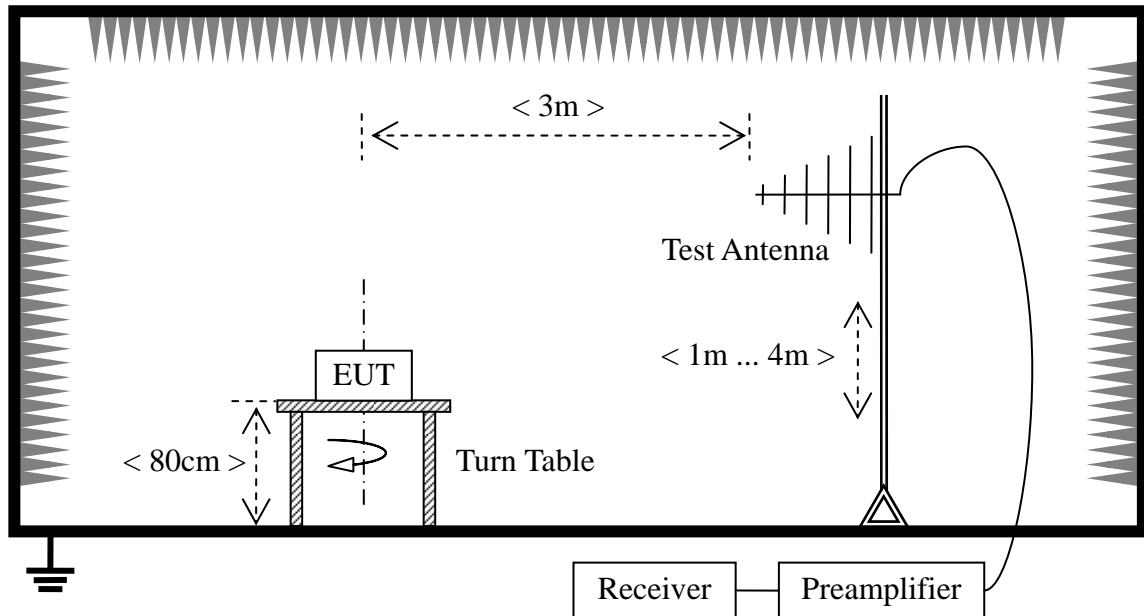 < 3m >
Test Antenna
< 1m ... 4m >
EUT
< 80cm >
Turn Table
Receiver
Preamplifier